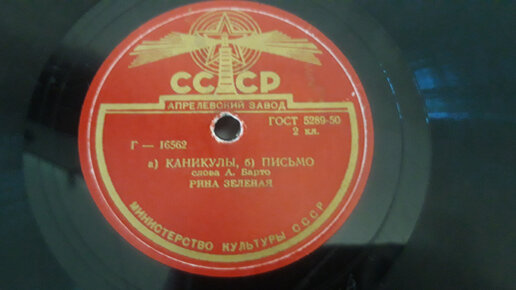 СССР
АПРЕЛЕВСКИЙ ЗАВОД
ГОСТ 5289-50
2 кл.
Г — 16562
а) КАНИКУЛЫ, б) ПИСЬМО
слова А. Барто
РИНА ЗЕЛЕНАЯ
МИНИСТЕРСТВО КУЛЬТУРЫ СССР